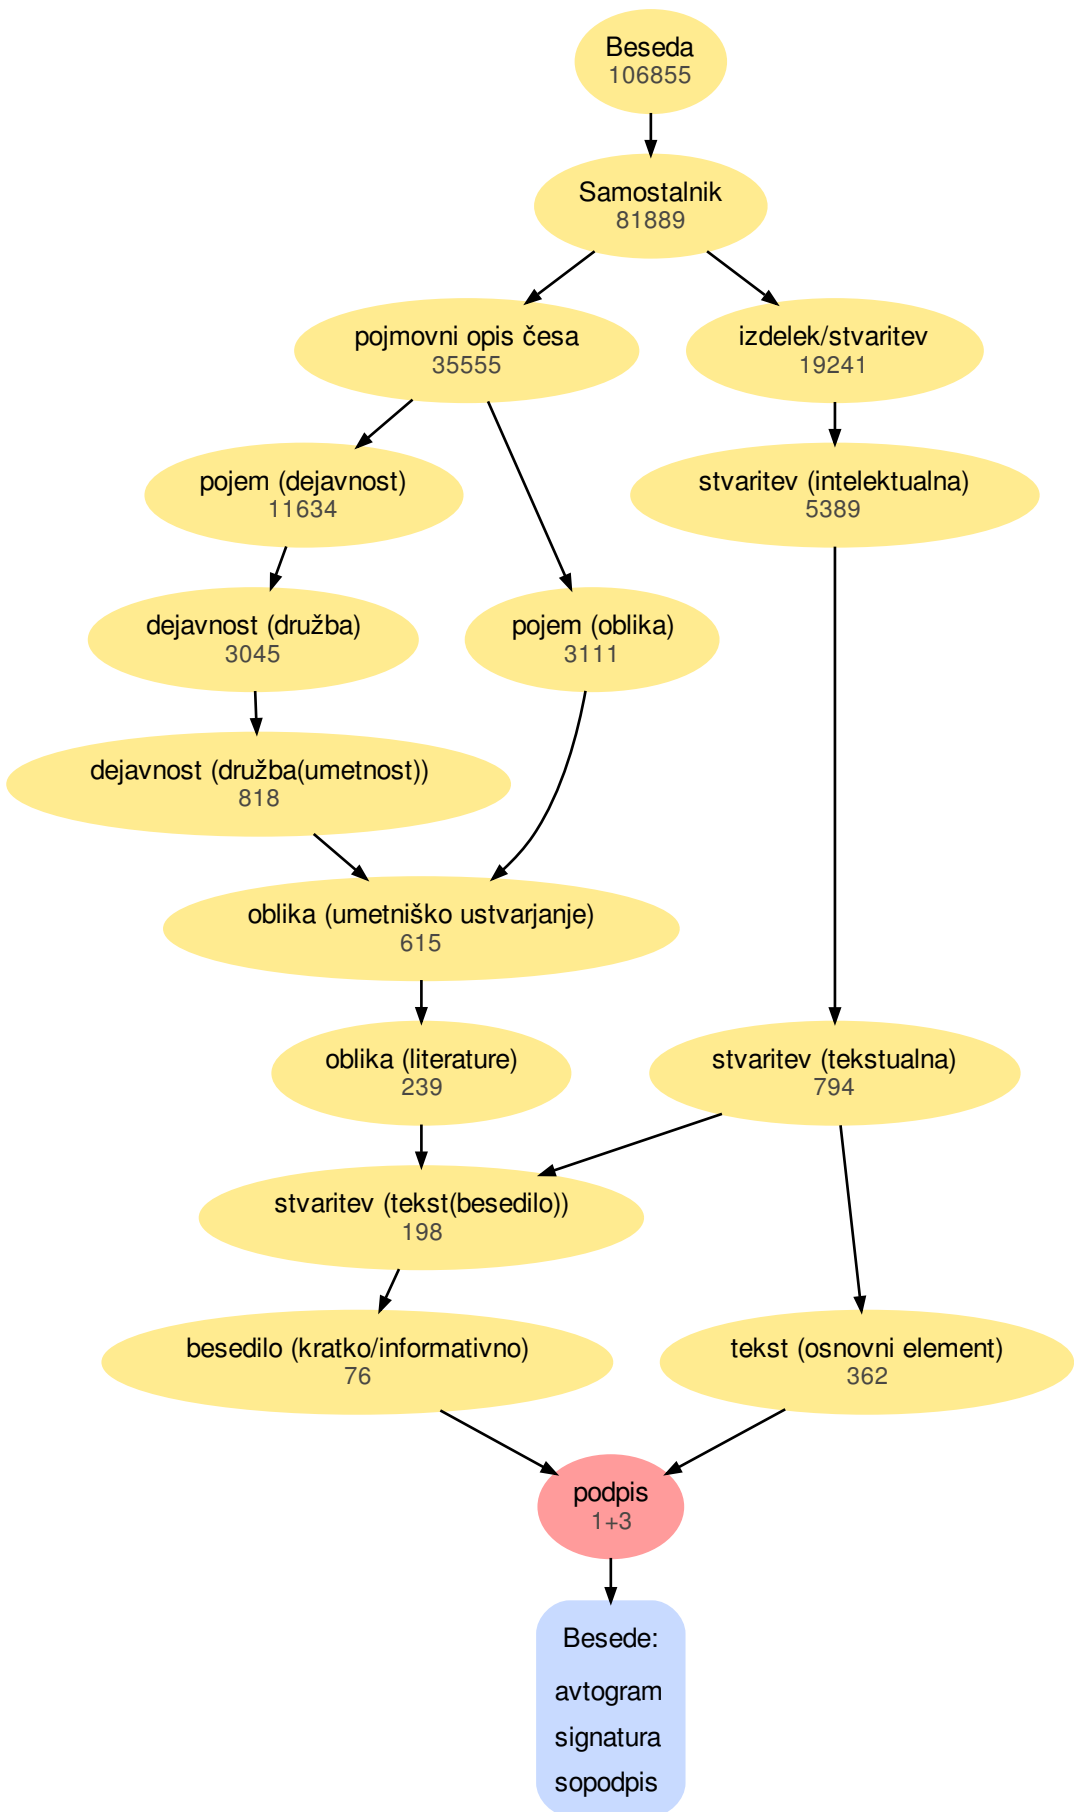 Beseda
106855
Samostalnik
81889
pojmovni opis česa
35555
izdelek/stvaritev
19241
pojem (dejavnost)
11634
stvaritev (intelektualna)
5389
dejavnost (družba)
3045
pojem (oblika)
3111
dejavnost (družba(umetnost))
818
oblika (umetniško ustvarjanje)
615
oblika (literature)
239
stvaritev (tekstualna)
794
stvaritev (tekst(besedilo))
198
besedilo (kratko/informativno)
76
tekst (osnovni element)
362
podpis
1+3
Besede:
avtogram
signatura
sopodpis